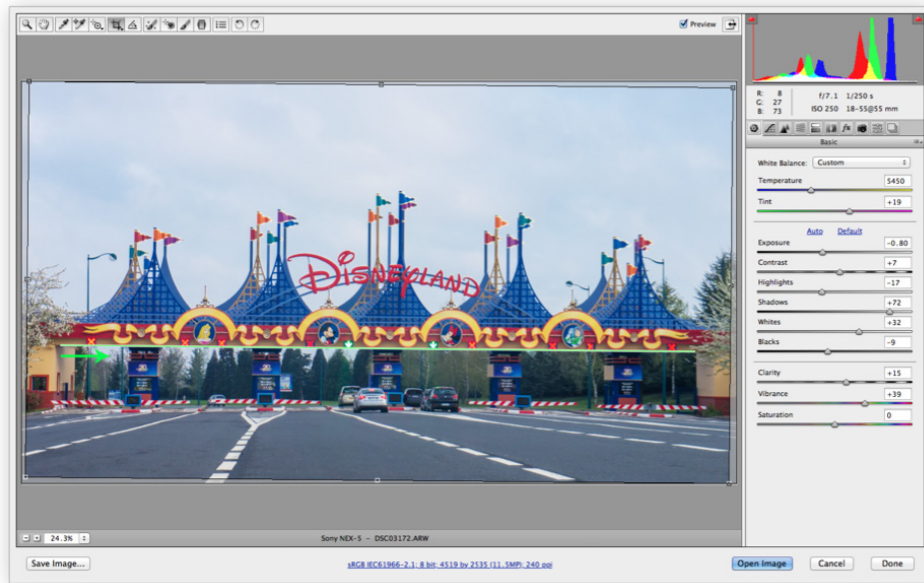 Preview
R: 8
G: 27
B: 73
f/7.1 1/250 s
ISO 250 18-55@55 mm
Basic
White Balance: Custom
Temperature 5450
Tint +19
Auto Default
Exposure -0.80
Contrast +7
Highlights -17
Shadows +72
Whites +32
Blacks -9
Clarity +15
Vibrance +39
Saturation 0
DISNEYLAND
24.3%
Sony NEX-5 - DSC03172.ARW
Save Image...
sRGB IEC61966-2.1; 8 bit; 4519 by 2535 (11.5MP); 240 ppi
Open Image
Cancel
Done